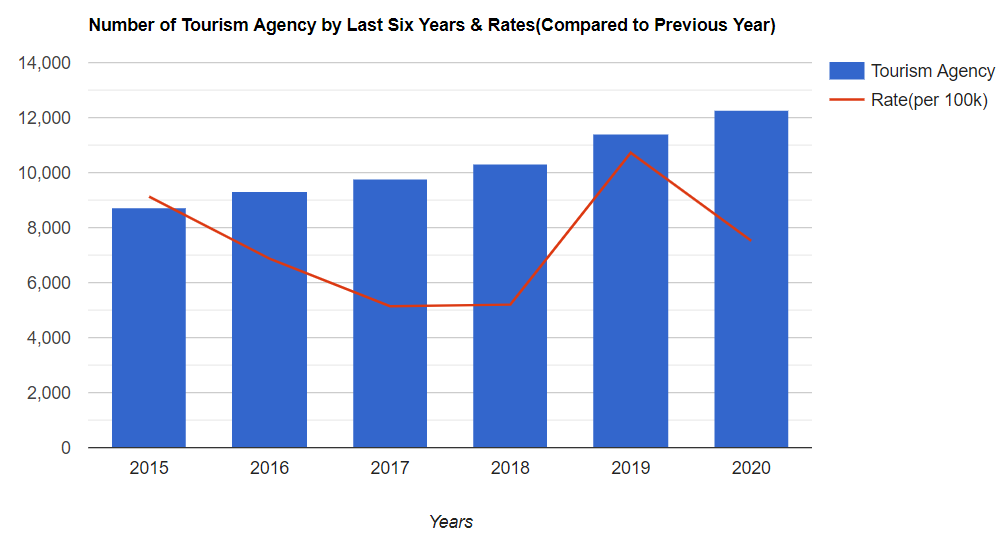 Number of Tourism Agency by Last Six Years & Rates(Compared to Previous Year)
14,000
12,000
10,000
8,000
6,000
4,000
2,000
0
Tourism Agency
Rate(per 100k)
2015 2016 2017 2018 2019 2020
Years